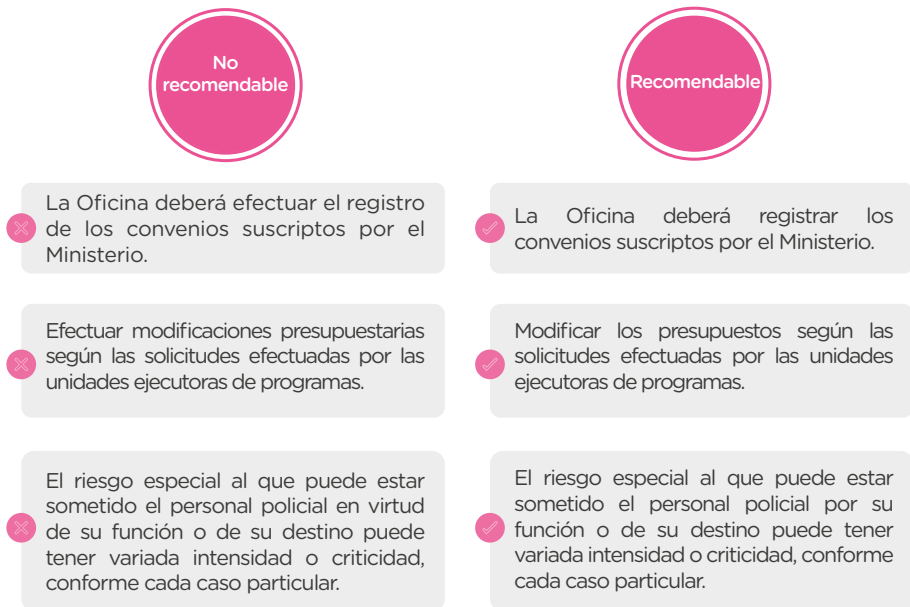 No
recomendable
Recomendable
La Oficina deberá efectuar el registro
de los convenios suscriptos por el
Ministerio.
La Oficina deberá registrar los
convenios suscriptos por el Ministerio.
Efectuar modificaciones presupuestarias
según las solicitudes efectuadas por las
unidades ejecutoras de programas.
Modificar los presupuestos según las
solicitudes efectuadas por las unidades
ejecutoras de programas.
El riesgo especial al que puede estar
sometido el personal policial en virtud
de su función o de su destino puede
tener variada intensidad o criticidad,
conforme cada caso particular.
El riesgo especial al que puede estar
sometido el personal policial por su
función o de su destino puede tener
variada intensidad o criticidad, conforme
cada caso particular.